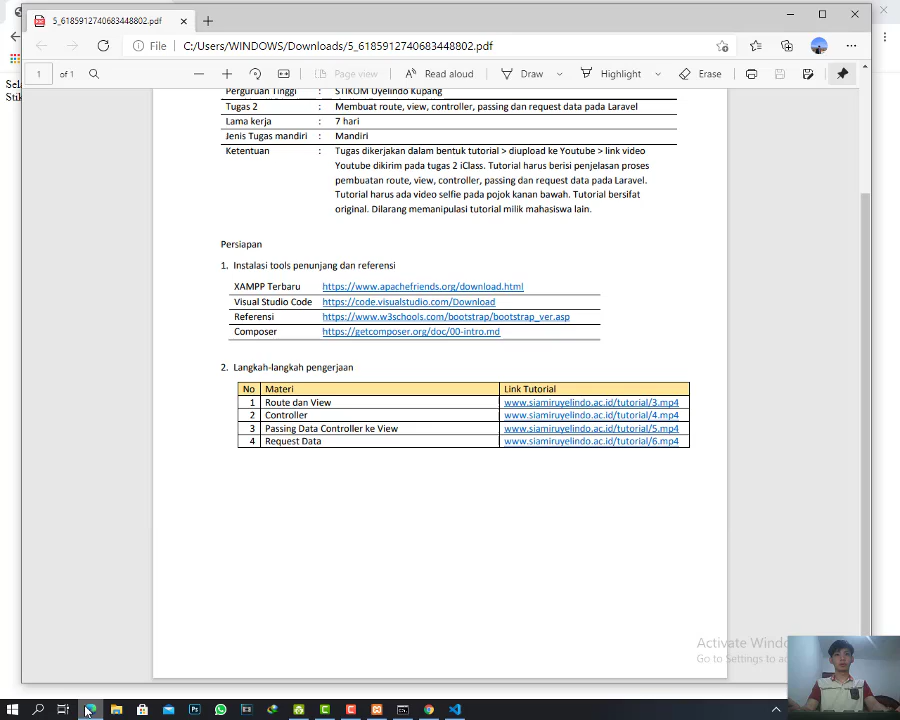 5_6185912740683448802.pdf
File
C:/Users/WINDOWS/Downloads/5_6185912740683448802.pdf
1
of 1
Page view
Read aloud
Draw
Highlight
Erase
Sel
Stik
Perguruan Tinggi : STIKOM Uyelindo Kupang
Tugas 2 : Membuat route, view, controller, passing dan request data pada Laravel
Lama kerja : 7 hari
Jenis Tugas mandiri : Mandiri
Ketentuan : Tugas dikerjakan dalam bentuk tutorial > diupload ke Youtube > link video
Youtube dikirim pada tugas 2 iClass. Tutorial harus berisi penjelasan proses
pembuatan route, view, controller, passing dan request data pada Laravel.
Tutorial harus ada video selfie pada pojok kanan bawah. Tutorial bersifat
original. Dilarang memanipulasi tutorial milik mahasiswa lain.
Persiapan
1. Instalasi tools penunjang dan referensi
XAMPP Terbaru https://www.apachefriends.org/download.html
Visual Studio Code https://code.visualstudio.com/Download
Referensi https://www.w3schools.com/bootstrap/bootstrap_ver.asp
Composer https://getcomposer.org/doc/00-intro.md
2. Langkah-langkah pengerjaan
No Materi Link Tutorial
1 Route dan View www.siamiruyelindo.ac.id/tutorial/3.mp4
2 Controller www.siamiruyelindo.ac.id/tutorial/4.mp4
3 Passing Data Controller ke View www.siamiruyelindo.ac.id/tutorial/5.mp4
4 Request Data www.siamiruyelindo.ac.id/tutorial/6.mp4
Activate Windo
Go to Settings to a